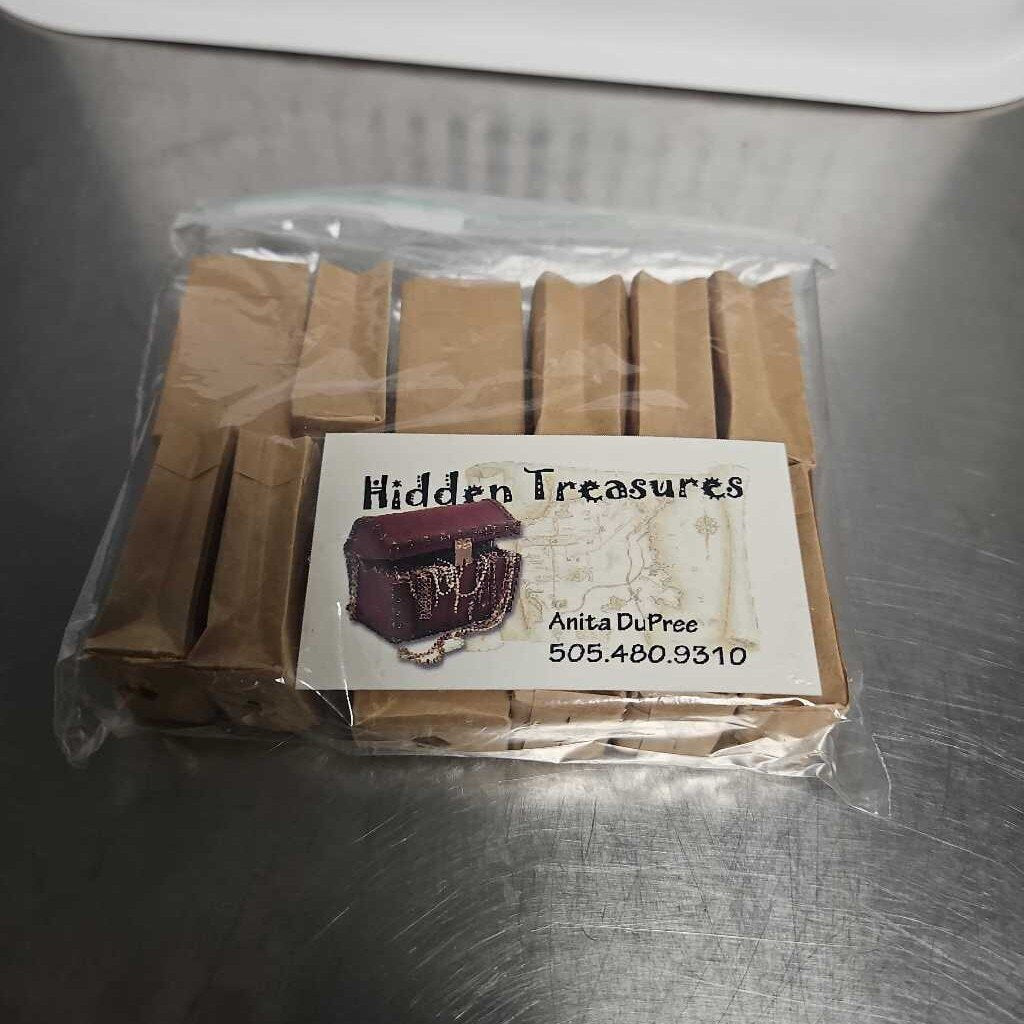 Hidden Treasures
Anita DuPree
505.480.9310